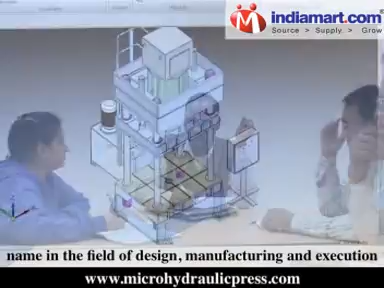 indiamart.com
Source > Supply > Grow
name in the field of design, manufacturing and execution
www.microhydraulicpress.com